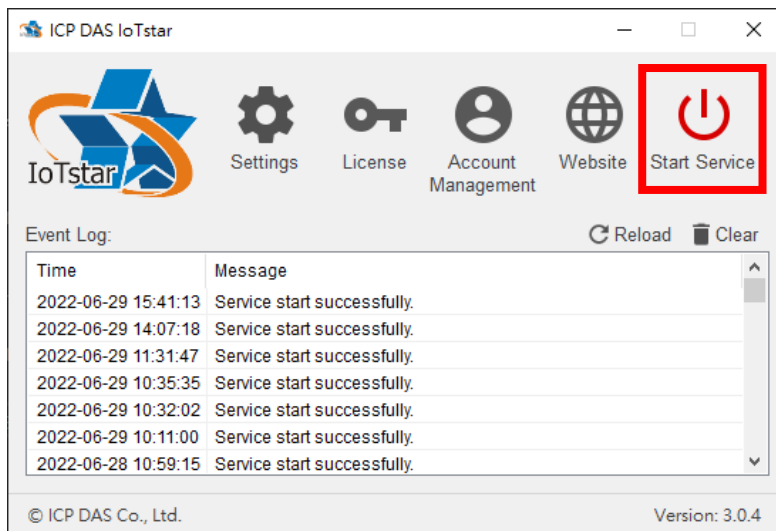 ICP DAS IoTstar
IoTstar
Settings
License
Account
Management
Website
Start Service
Event Log:
Reload
Clear
Time Message
2022-06-29 15:41:13 Service start successfully.
2022-06-29 14:07:18 Service start successfully.
2022-06-29 11:31:47 Service start successfully.
2022-06-29 10:35:35 Service start successfully.
2022-06-29 10:32:02 Service start successfully.
2022-06-29 10:11:00 Service start successfully.
2022-06-28 10:59:15 Service start successfully.
© ICP DAS Co., Ltd.
Version: 3.0.4